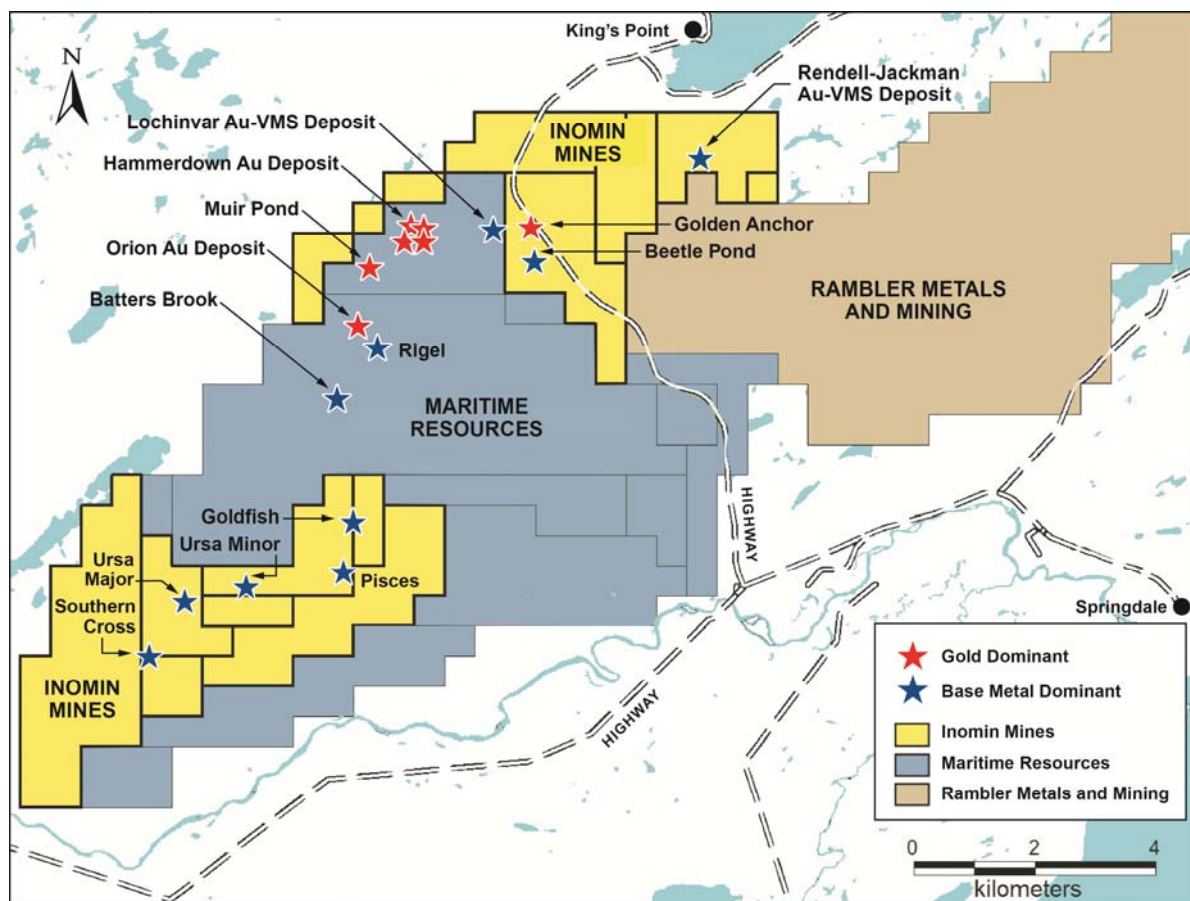 King's Point
N
Rendell-Jackman
Au-VMS Deposit
Lochinvar Au-VMS Deposit
INOMIN
MINES
Hammerdown Au Deposit
Muir Pond
Golden Anchor
Orion Au Deposit
Beetle Pond
Batters Brook
RAMBLER METALS
AND MINING
Rigel
MARITIME
RESOURCES
HIGHWAY
Goldfish
Ursa Minor
Ursa
Major
Pisces
Southern
Cross
Springdale
INOMIN
MINES
HIGHWAY
Gold Dominant
Base Metal Dominant
Inomin Mines
Maritime Resources
Rambler Metals and Mining
0 2 4
kilometers